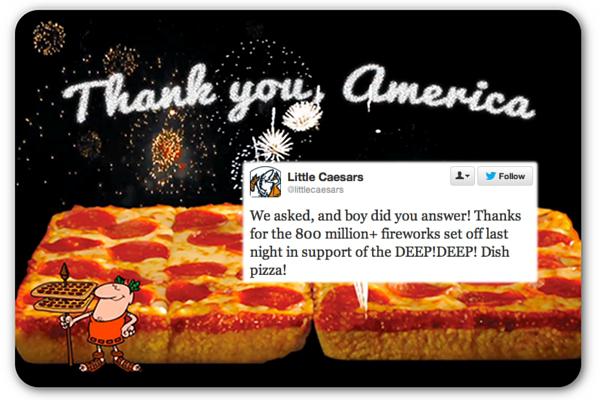 Thank you, America
Little Caesars
@littlecaesars
Follow
We asked, and boy did you answer! Thanks
for the 800 million+ fireworks set off last
night in support of the DEEP!DEEP! Dish
pizza!